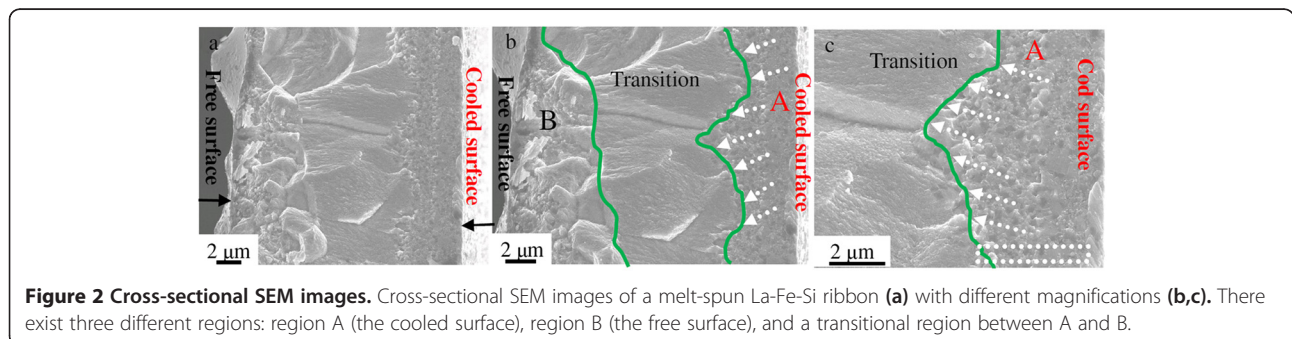 a
Free surface
Cooled surface
2 μm
b
Free surface
B
Transition
A
Cooled surface
2 μm
c
Transition
A
Cod surface
2 μm
Figure 2 Cross-sectional SEM images. Cross-sectional SEM images of a melt-spun La-Fe-Si ribbon (a) with different magnifications (b,c). There
exist three different regions: region A (the cooled surface), region B (the free surface), and a transitional region between A and B.